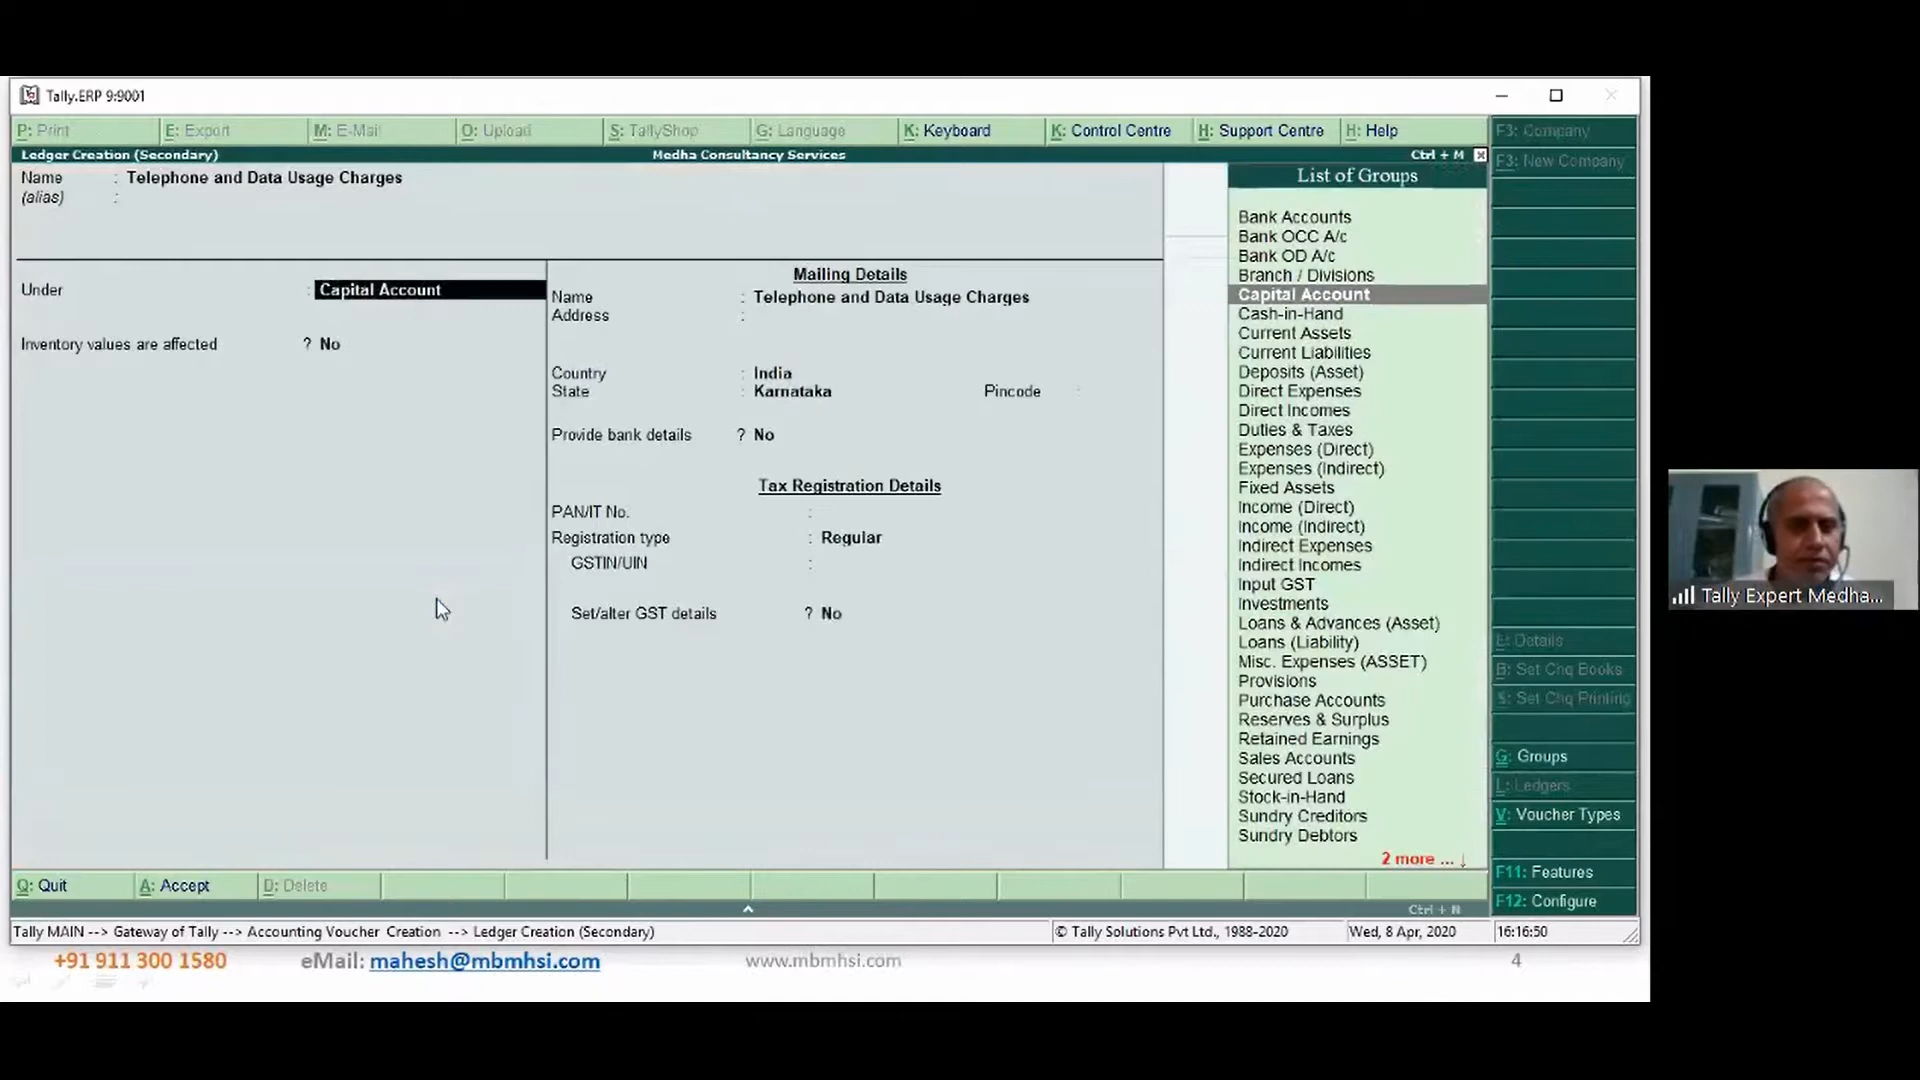 Tally.ERP 9:9001
P: Print
E: Export
M: E-Mail
O: Upload
S: TallyShop
G: Language
K: Keyboard
K: Control Centre
H: Support Centre
H: Help
F3: Company
Ledger Creation (Secondary)
Medha Consultancy Services
Ctrl + M
F3: New Company
Name : Telephone and Data Usage Charges
(alias) :
Under : Capital Account
Inventory values are affected ? No
Mailing Details
Name : Telephone and Data Usage Charges
Address :
Country : India
State : Karnataka Pincode :
Provide bank details ? No
Tax Registration Details
PAN/IT No. :
Registration type : Regular
GSTIN/UIN :
Set/alter GST details ? No
List of Groups
Bank Accounts
Bank OCC A/c
Bank OD A/c
Branch / Divisions
Capital Account
Cash-in-Hand
Current Assets
Current Liabilities
Deposits (Asset)
Direct Expenses
Direct Incomes
Duties & Taxes
Expenses (Direct)
Expenses (Indirect)
Fixed Assets
Income (Direct)
Income (Indirect)
Indirect Expenses
Indirect Incomes
Input GST
Investments
Loans & Advances (Asset)
Loans (Liability)
Misc. Expenses (ASSET)
Provisions
Purchase Accounts
Reserves & Surplus
Retained Earnings
Sales Accounts
Secured Loans
Stock-in-Hand
Sundry Creditors
Sundry Debtors
2 more ... ↓
L: Details
B: Set Chq Books
S: Set Chq Printing
G: Groups
L: Ledgers
V: Voucher Types
F11: Features
F12: Configure
Tally Expert Medha...
Q: Quit
A: Accept
D: Delete
Ctrl + N
Tally MAIN --> Gateway of Tally --> Accounting Voucher Creation --> Ledger Creation (Secondary)
© Tally Solutions Pvt Ltd., 1988-2020
Wed, 8 Apr, 2020
16:16:50
+91 911 300 1580
eMail: mahesh@mbmhsi.com
www.mbmhsi.com
4